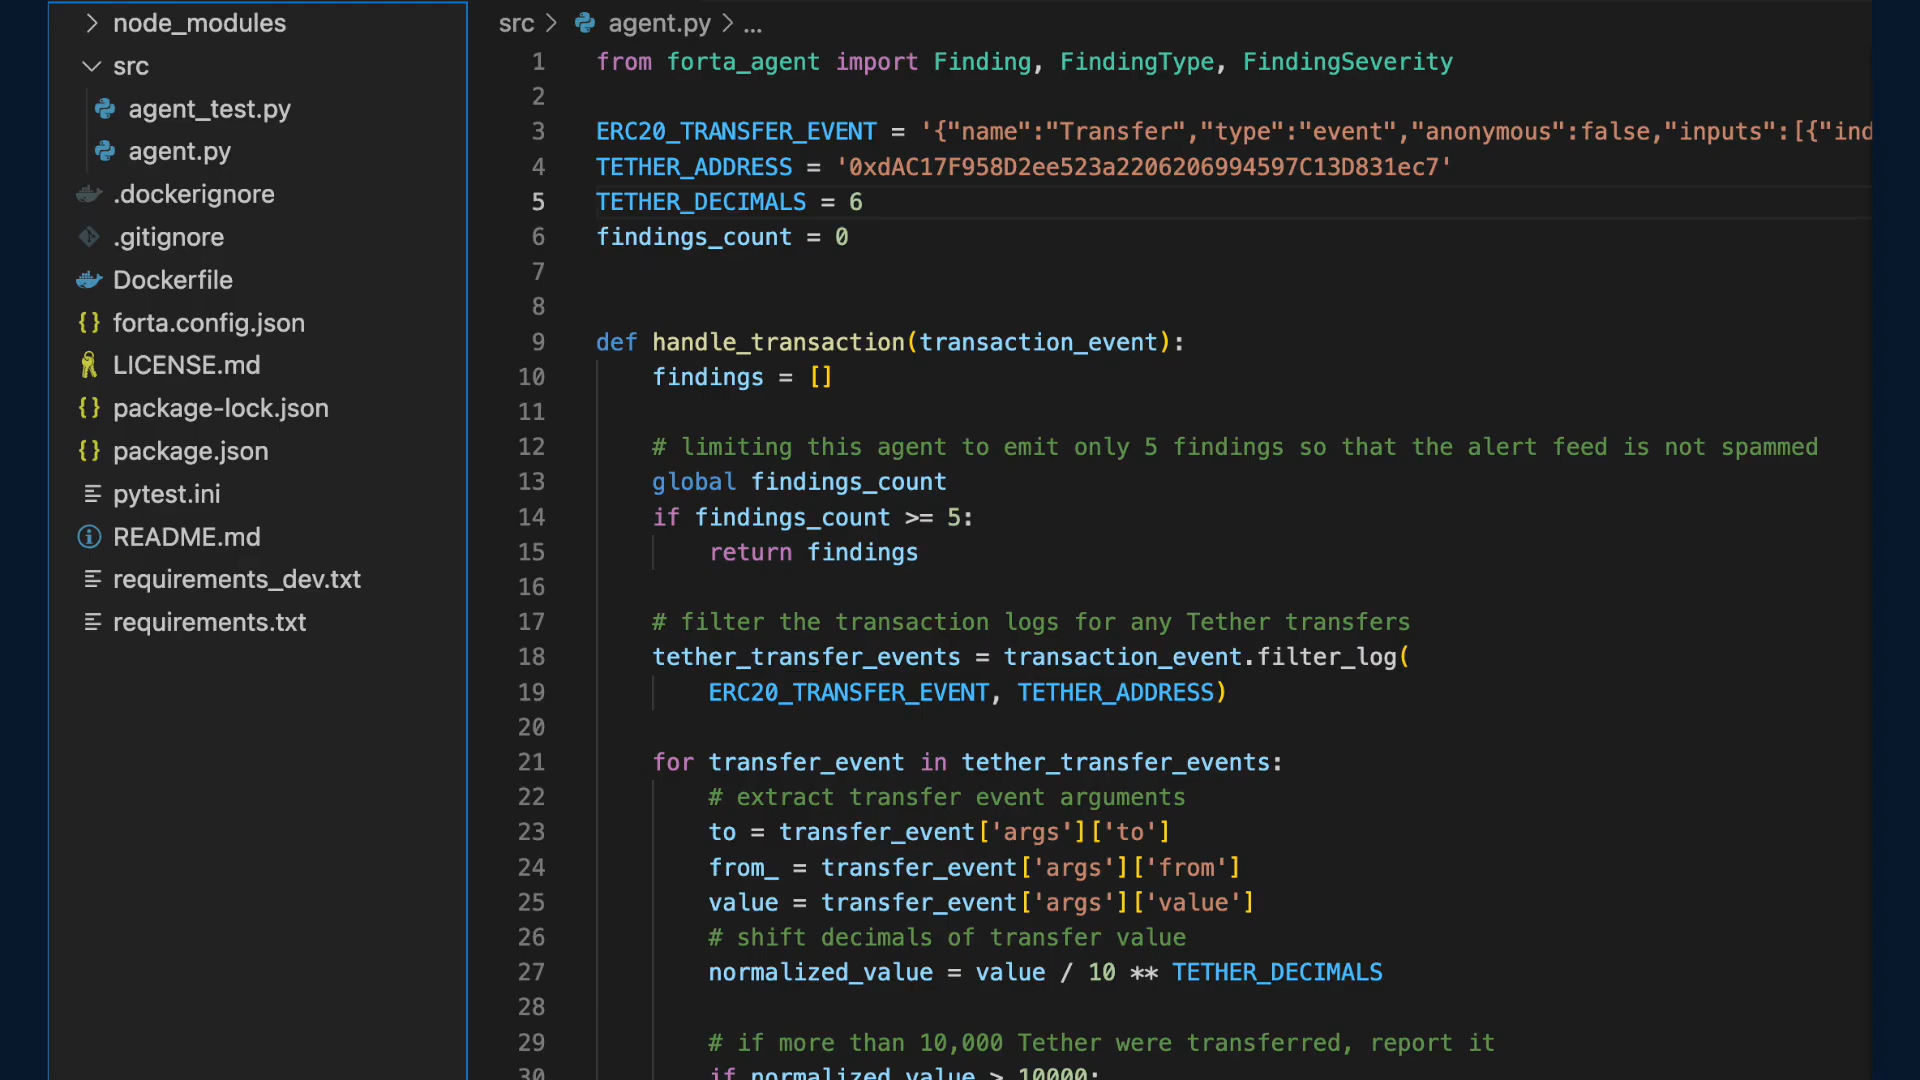 node_modules
src
agent_test.py
agent.py
.dockerignore
.gitignore
Dockerfile
forta.config.json
LICENSE.md
package-lock.json
package.json
pytest.ini
README.md
requirements_dev.txt
requirements.txt
src > agent.py > ...
1 from forta_agent import Finding, FindingType, FindingSeverity
2
3 ERC20_TRANSFER_EVENT = '{"name":"Transfer","type":"event","anonymous":false,"inputs":[{"ind
4 TETHER_ADDRESS = '0xdAC17F958D2ee523a2206206994597C13D831ec7'
5 TETHER_DECIMALS = 6
6 findings_count = 0
7
8
9 def handle_transaction(transaction_event):
10 findings = []
11
12 # limiting this agent to emit only 5 findings so that the alert feed is not spammed
13 global findings_count
14 if findings_count >= 5:
15 return findings
16
17 # filter the transaction logs for any Tether transfers
18 tether_transfer_events = transaction_event.filter_log(
19 ERC20_TRANSFER_EVENT, TETHER_ADDRESS)
20
21 for transfer_event in tether_transfer_events:
22 # extract transfer event arguments
23 to = transfer_event['args']['to']
24 from_ = transfer_event['args']['from']
25 value = transfer_event['args']['value']
26 # shift decimals of transfer value
27 normalized_value = value / 10 ** TETHER_DECIMALS
28
29 # if more than 10,000 Tether were transferred, report it
30 if normalized_value > 10000: